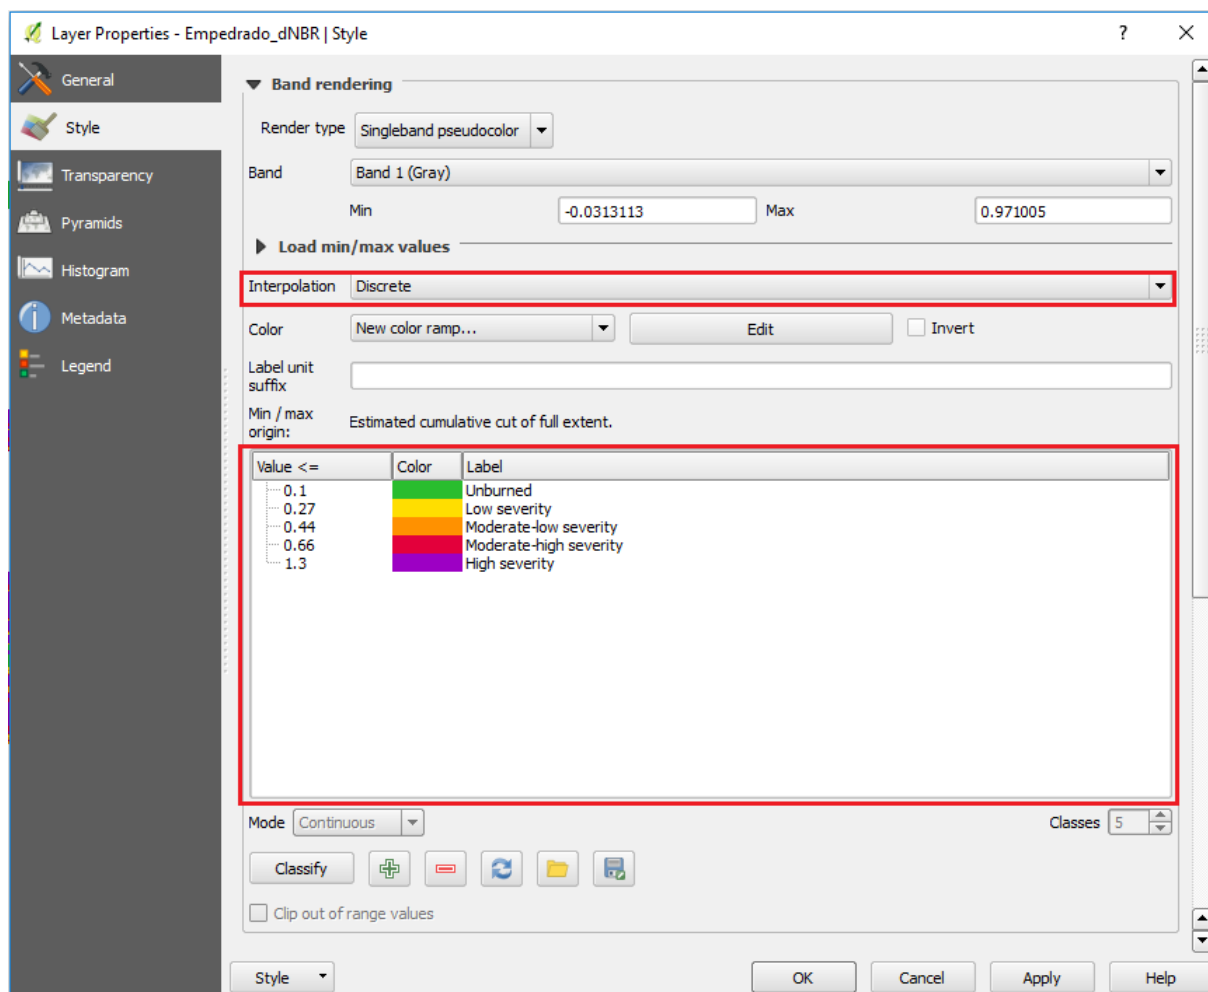 Layer Properties - Empedrado_dNBR | Style
?
General
Style
Transparency
Pyramids
Histogram
Metadata
Legend
Band rendering
Render type Singleband pseudocolor
Band Band 1 (Gray)
Min -0.0313113 Max 0.971005
Load min/max values
Interpolation Discrete
Color New color ramp... Edit Invert
Label unit
suffix
Min / max
origin: Estimated cumulative cut of full extent.
Value <= Color Label
0.1 Unburned
0.27 Low severity
0.44 Moderate-low severity
0.66 Moderate-high severity
1.3 High severity
Mode Continuous Classes 5
Classify
Clip out of range values
Style OK Cancel Apply Help